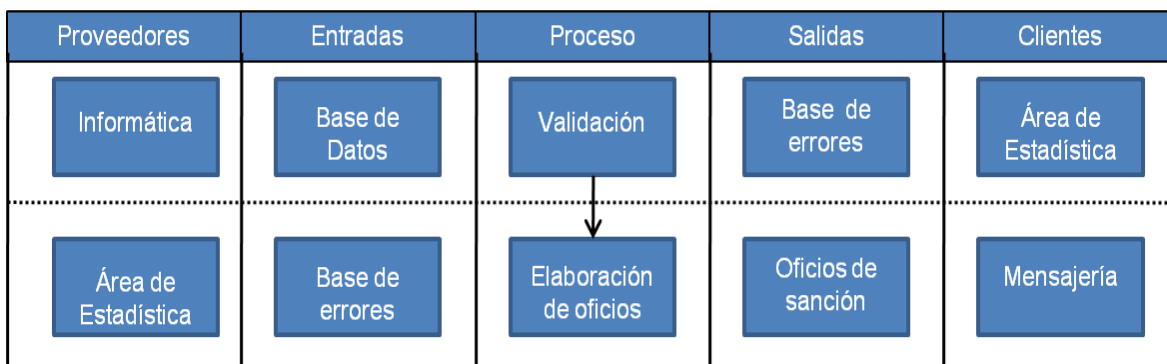 Proveedores Entradas Proceso Salidas Clientes
Informática
Base de
Datos
Validación
Base de
errores
Área de
Estadística
Área de
Estadística
Base de
errores
Elaboración
de oficios
Oficios de
sanción
Mensajería